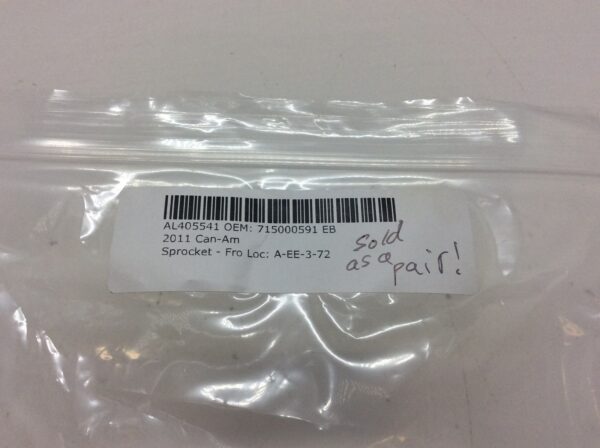 AL405541 OEM: 715000591 EB
2011 Can-Am
Sprocket - Fro Loc: A-EE-3-72
sold
as a pair!